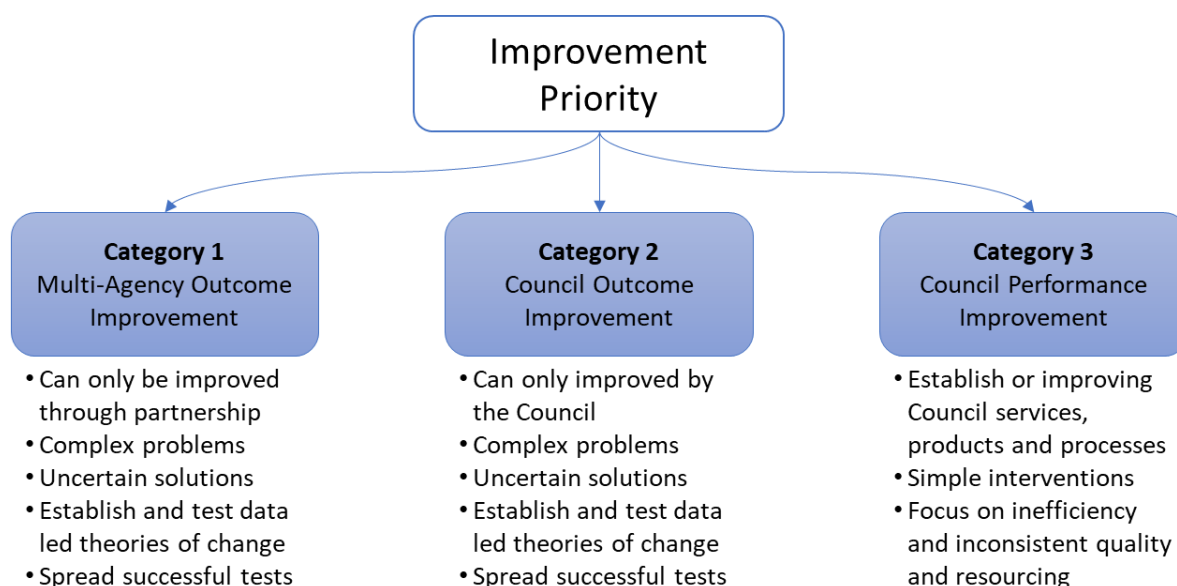 Improvement
Priority
Category 1
Multi-Agency Outcome
Improvement
• Can only be improved
through partnership
• Complex problems
• Uncertain solutions
• Establish and test data
led theories of change
• Spread successful tests
Category 2
Council Outcome
Improvement
• Can only improved by
the Council
• Complex problems
• Uncertain solutions
• Establish and test data
led theories of change
• Spread successful tests
Category 3
Council Performance
Improvement
• Establish or improving
Council services,
products and processes
• Simple interventions
• Focus on inefficiency
and inconsistent quality
and resourcing